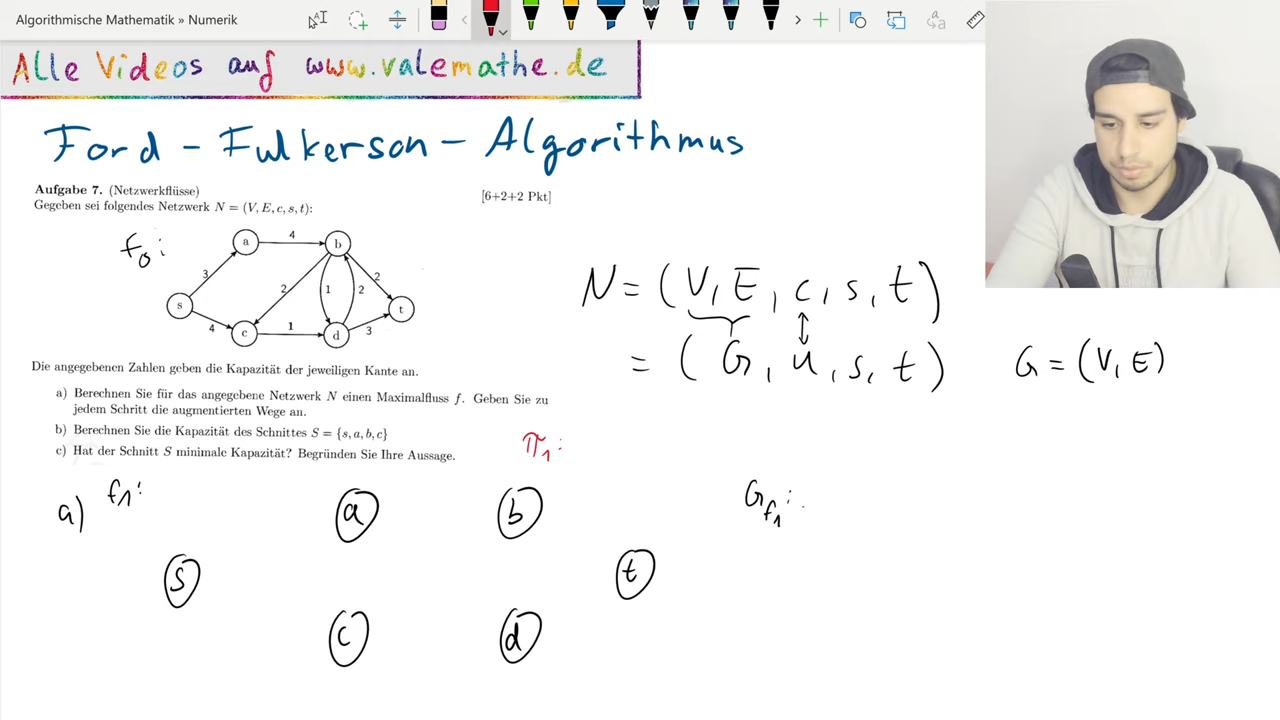 Algorithmische Mathematik » Numerik
Alle Videos auf www.valemathe.de
Ford - Fulkerson - Algorithmus
Aufgabe 7. (Netzwerkflüsse) [6+2+2 Pkt]
Gegeben sei folgendes Netzwerk N = (V, E, c, s, t):
f₀:
a 4 b
3 2 1 2 2
s t
4 c 1 d 3
N = (V, E, c, s, t)
= (G, u, s, t) G = (V, E)
Die angegebenen Zahlen geben die Kapazität der jeweiligen Kante an.
a) Berechnen Sie für das angegebene Netzwerk N einen Maximalfluss f. Geben Sie zu
jedem Schritt die augmentierten Wege an.
b) Berechnen Sie die Kapazität des Schnittes S = {s, a, b, c}
c) Hat der Schnitt S minimale Kapazität? Begründen Sie Ihre Aussage.
π₁:
a) f₁: a b G_f₁:
s t
c d